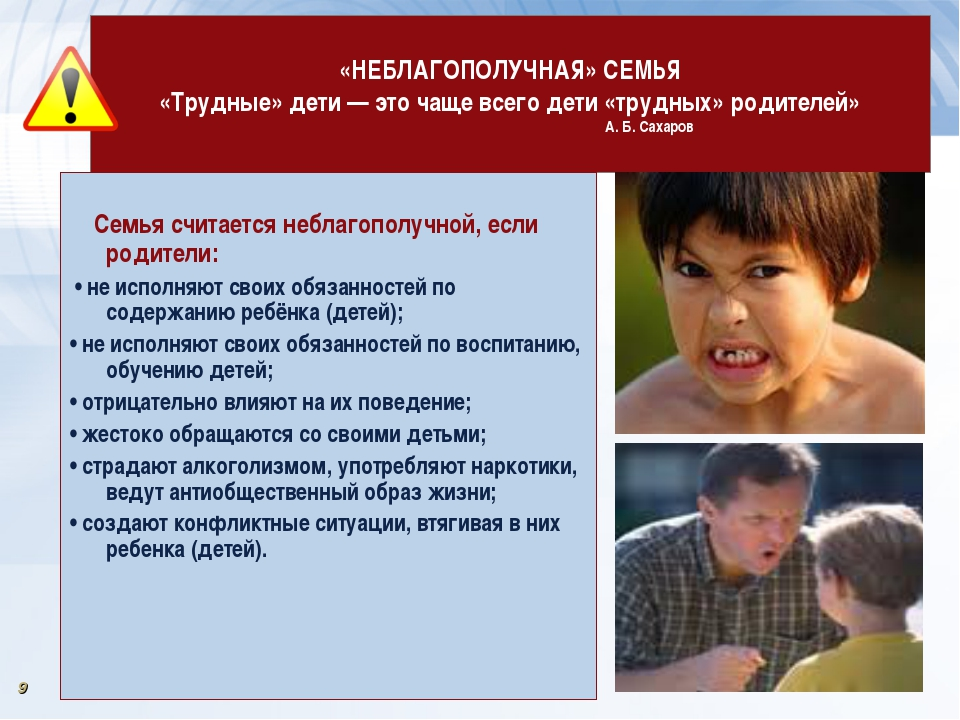 «НЕБЛАГОПОЛУЧНАЯ» СЕМЬЯ
«Трудные» дети — это чаще всего дети «трудных» родителей»
А. Б. Сахаров
Семья считается неблагополучной, если
родители:
• не исполняют своих обязанностей по
содержанию ребёнка (детей);
• не исполняют своих обязанностей по воспитанию,
обучению детей;
• отрицательно влияют на их поведение;
• жестоко обращаются со своими детьми;
• страдают алкоголизмом, употребляют наркотики,
ведут антиобщественный образ жизни;
• создают конфликтные ситуации, втягивая в них
ребенка (детей).
9